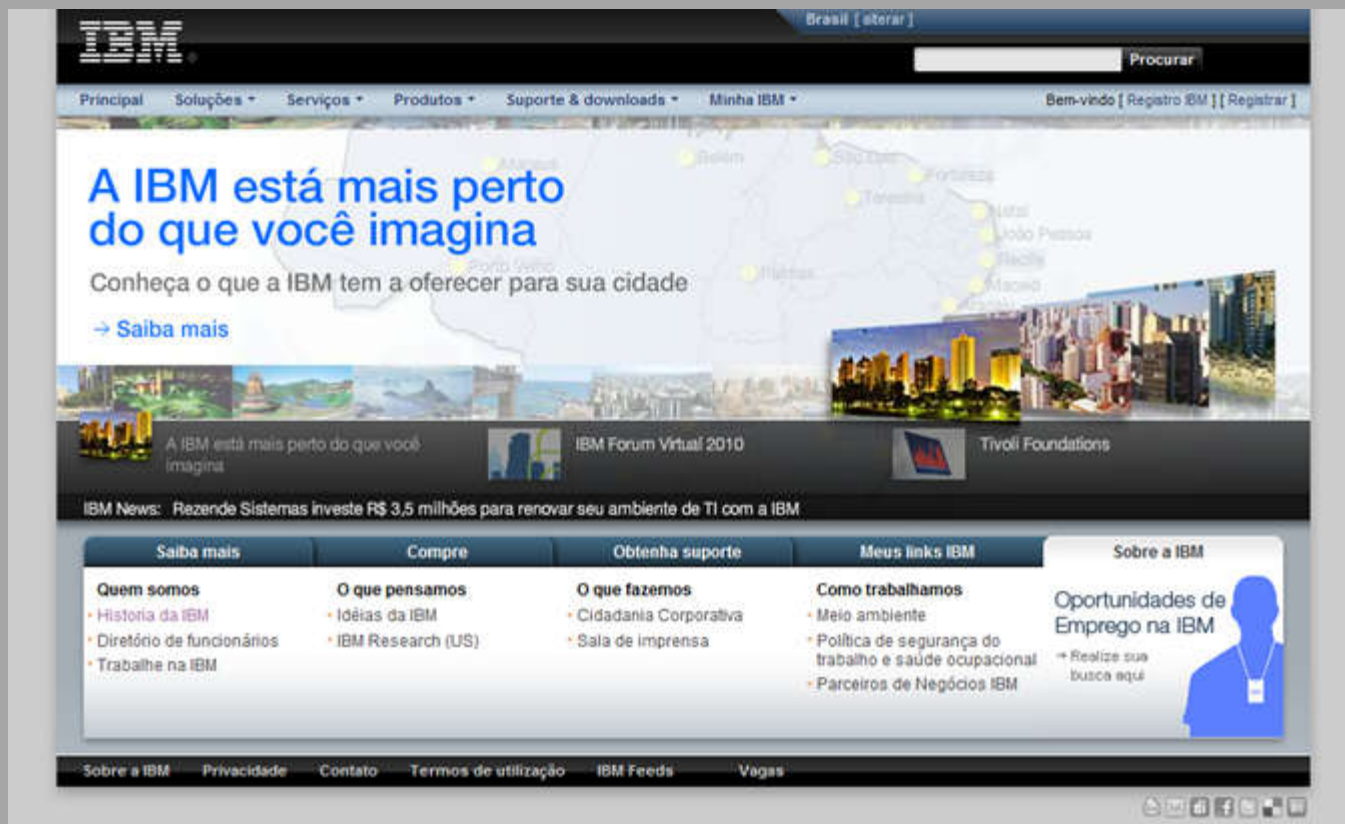 IBM
Brasil [ alterar ]
Procurar
Principal Soluções Serviços Produtos Suporte & downloads Minha IBM Bem-vindo [ Registro IBM ] [ Registrar ]
Manaus Belém São Luís
Fortaleza
Teresina
Natal
João Pessoa
Recife
Maceió
Porto Velho Palmas
Aracaju
A IBM está mais perto
do que você imagina
Conheça o que a IBM tem a oferecer para sua cidade
→ Saiba mais
A IBM está mais perto do que você
imagina
IBM Forum Virtual 2010
Tivoli Foundations
IBM News: Rezende Sistemas investe R$ 3,5 milhões para renovar seu ambiente de TI com a IBM
Saiba mais Compre Obtenha suporte Meus links IBM Sobre a IBM
Quem somos
Historia da IBM
Diretório de funcionários
Trabalhe na IBM
O que pensamos
Idéias da IBM
IBM Research (US)
O que fazemos
Cidadania Corporativa
Sala de imprensa
Como trabalhamos
Meio ambiente
Política de segurança do
trabalho e saúde ocupacional
Parceiros de Negócios IBM
Oportunidades de
Emprego na IBM
→ Realize sua
busca aqui
Sobre a IBM Privacidade Contato Termos de utilização IBM Feeds Vagas